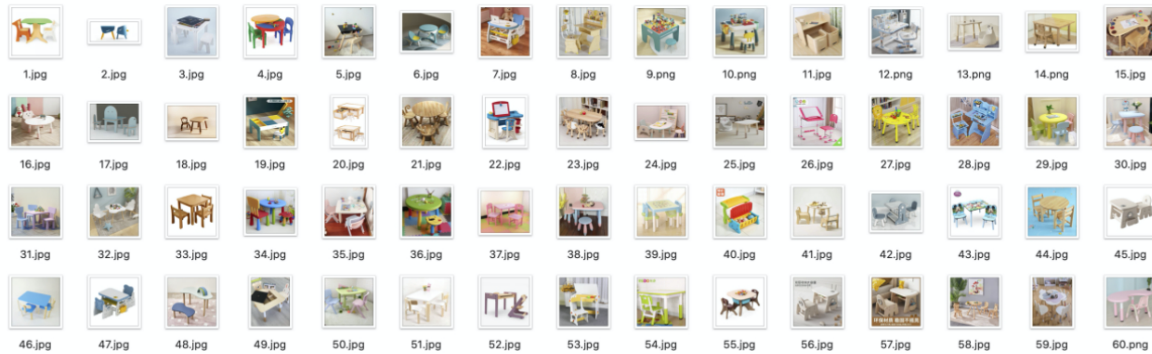 1.jpg 2.jpg 3.jpg 4.jpg 5.jpg 6.jpg 7.jpg 8.jpg 9.png 10.png 11.jpg 12.png 13.png 14.png 15.jpg
16.jpg 17.jpg 18.jpg 19.jpg 20.jpg 21.jpg 22.jpg 23.jpg 24.jpg 25.jpg 26.jpg 27.jpg 28.jpg 29.jpg 30.jpg
31.jpg 32.jpg 33.jpg 34.jpg 35.jpg 36.jpg 37.jpg 38.jpg 39.jpg 40.jpg 41.jpg 42.jpg 43.jpg 44.jpg 45.jpg
46.jpg 47.jpg 48.jpg 49.jpg 50.jpg 51.jpg 52.jpg 53.jpg 54.jpg 55.jpg 56.jpg 57.jpg 58.jpg 59.jpg 60.png